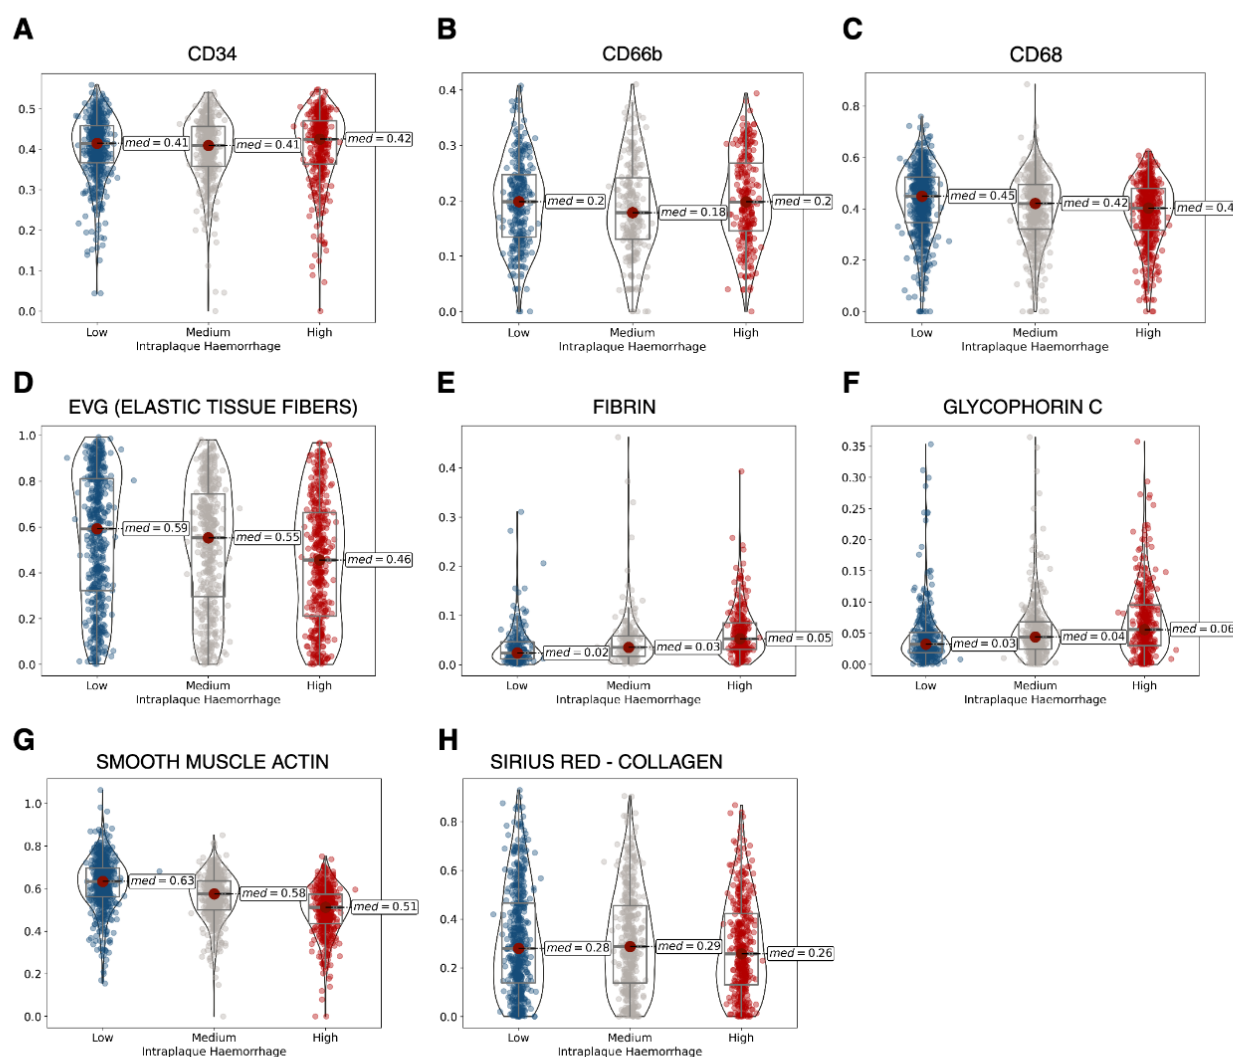 A
CD34
0.5
0.4
0.3
0.2
0.1
0.0
med = 0.41
med = 0.41
med = 0.42
Low
Medium
High
Intraplaque Haemorrhage
B
CD66b
0.4
0.3
0.2
0.1
0.0
med = 0.2
med = 0.18
med = 0.2
Low
Medium
High
Intraplaque Haemorrhage
C
CD68
0.8
0.6
0.4
0.2
0.0
med = 0.45
med = 0.42
med = 0.4
Low
Medium
High
Intraplaque Haemorrhage
D
EVG (ELASTIC TISSUE FIBERS)
1.0
0.8
0.6
0.4
0.2
0.0
med = 0.59
med = 0.55
med = 0.46
Low
Medium
High
Intraplaque Haemorrhage
E
FIBRIN
0.4
0.3
0.2
0.1
0.0
med = 0.02
med = 0.03
med = 0.05
Low
Medium
High
Intraplaque Haemorrhage
F
GLYCOPHORIN C
0.35
0.30
0.25
0.20
0.15
0.10
0.05
0.00
med = 0.03
med = 0.04
med = 0.06
Low
Medium
High
Intraplaque Haemorrhage
G
SMOOTH MUSCLE ACTIN
1.0
0.8
0.6
0.4
0.2
0.0
med = 0.63
med = 0.58
med = 0.51
Low
Medium
High
Intraplaque Haemorrhage
H
SIRIUS RED - COLLAGEN
0.8
0.6
0.4
0.2
0.0
med = 0.28
med = 0.29
med = 0.26
Low
Medium
High
Intraplaque Haemorrhage